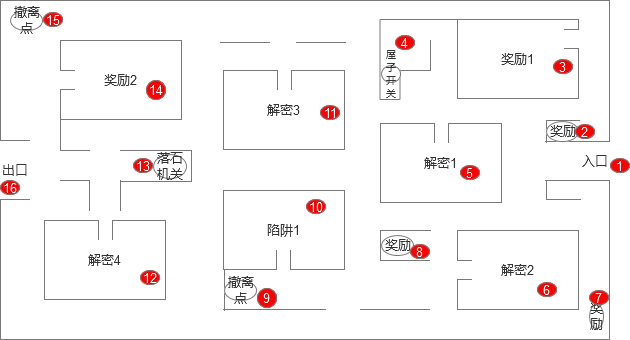 撤离
点
15
4
屋
子
开
关
奖励1
3
奖励2
14
解密3
11
奖励
2
落石
机关
13
解密1
5
入口
1
出口
16
10
陷阱1
解密4
12
奖励
8
解密2
6
撤离
点
9
7
奖
励